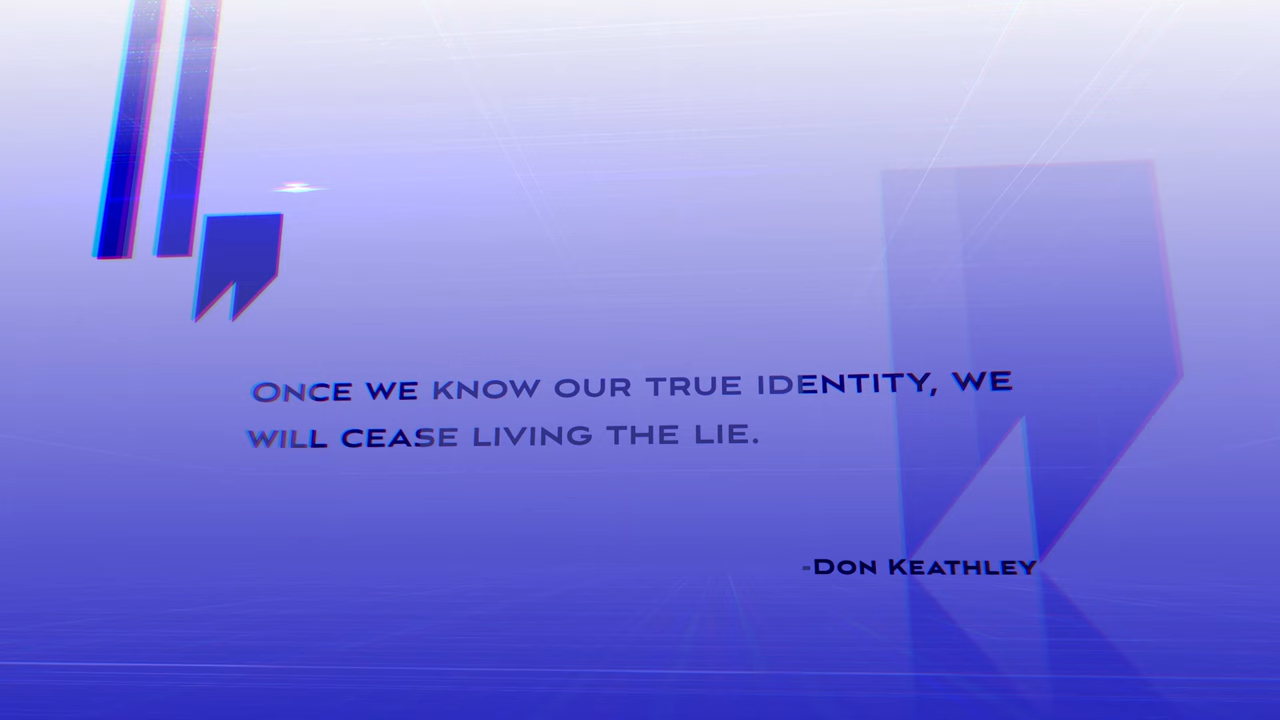 Once we know our true identity, we
will cease living the lie.
-Don Keathley